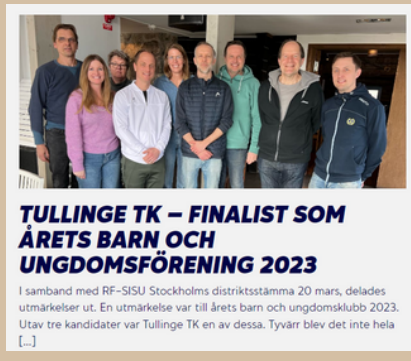 TULLINGE TK – FINALIST SOM
ÅRETS BARN OCH
UNGDOMSFÖRENING 2023
I samband med RF-SISU Stockholms distriktsstämma 20 mars, delades
utmärkelser ut. En utmärkelse var till årets barn och ungdomsklubb 2023.
Utav tre kandidater var Tullinge TK en av dessa. Tyvärr blev det inte hela
[...]